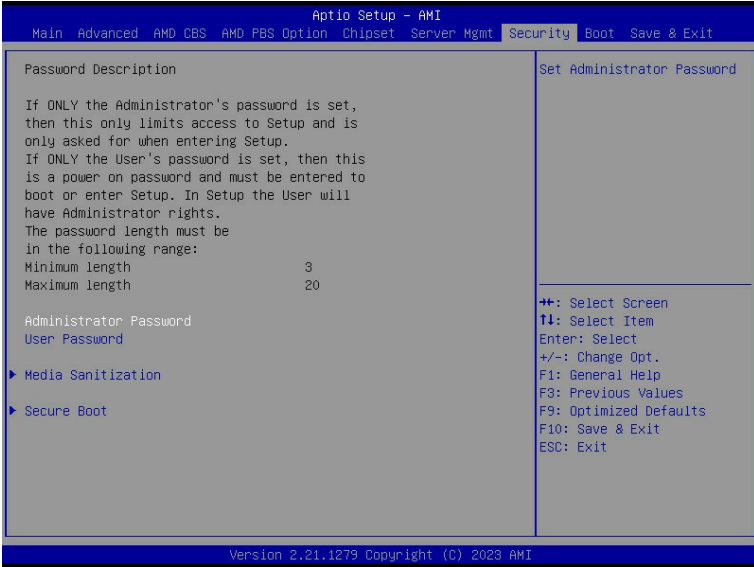 Aptio Setup - AMI
Main Advanced AMD CBS AMD PBS Option Chipset Server Mgmt Security Boot Save & Exit
Password Description
If ONLY the Administrator's password is set,
then this only limits access to Setup and is
only asked for when entering Setup.
If ONLY the User's password is set, then this
is a power on password and must be entered to
boot or enter Setup. In Setup the User will
have Administrator rights.
The password length must be
in the following range:
Minimum length 3
Maximum length 20
Administrator Password
User Password
Media Sanitization
Secure Boot
Set Administrator Password
→←: Select Screen
↑↓: Select Item
Enter: Select
+/-: Change Opt.
F1: General Help
F3: Previous Values
F9: Optimized Defaults
F10: Save & Exit
ESC: Exit
Version 2.21.1279 Copyright (C) 2023 AMI